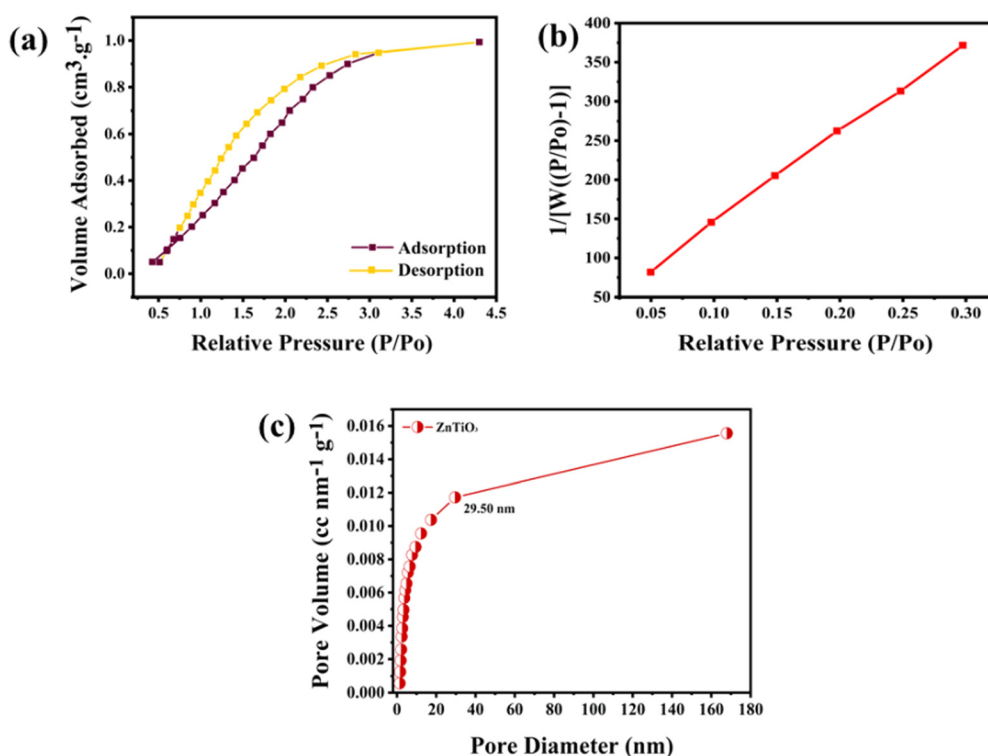 (a)
Volume Adsorbed (cm³.g⁻¹)
1.0
0.8
0.6
0.4
0.2
0.0
Adsorption
Desorption
0.5 1.0 1.5 2.0 2.5 3.0 3.5 4.0 4.5
Relative Pressure (P/Po)
(b)
1/[W((P/Po)-1)]
400
350
300
250
200
150
100
50
0.05 0.10 0.15 0.20 0.25 0.30
Relative Pressure (P/Po)
(c)
Pore Volume (cc nm⁻¹ g⁻¹)
0.016
0.014
0.012
0.010
0.008
0.006
0.004
0.002
0.000
ZnTiO₃
29.50 nm
0 20 40 60 80 100 120 140 160 180
Pore Diameter (nm)